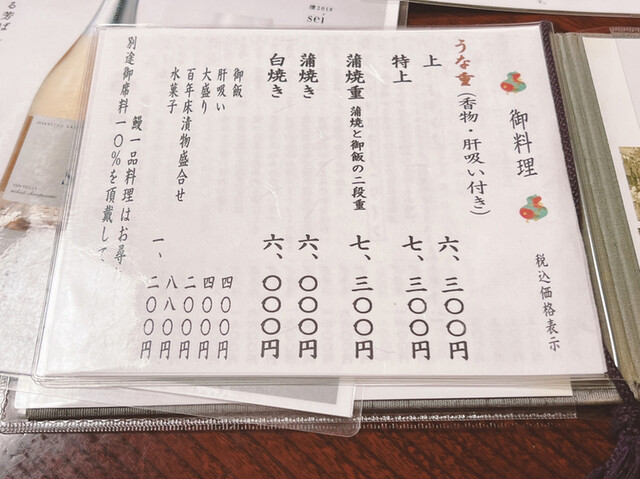 御料理
税込価格表示
うな重(香物・肝吸い付き)
上 六、三〇〇円
特上 七、三〇〇円
蒲焼重 蒲焼と御飯の二段重 七、三〇〇円
蒲焼き 六、〇〇〇円
白焼き 六、〇〇〇円
御飯 四〇〇円
肝吸い 四〇〇円
大盛り 二〇〇円
百年床漬物盛合せ 八八〇円
水菓子 一、二〇〇円
鰻一品料理はお尋
別途御席料一〇%を頂戴して
sei
る芳ば